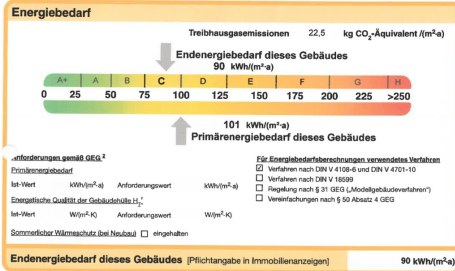 Energiebedarf
Treibhausgasemissionen 22,5 kg CO₂-Äquivalent /(m²·a)
Endenergiebedarf dieses Gebäudes
90 kWh/(m²·a)
A+ A B C D E F G H
0 25 50 75 100 125 150 175 200 225 >250
101 kWh/(m²·a)
Primärenergiebedarf dieses Gebäudes
Anforderungen gemäß GEG ²
Primärenergiebedarf
Ist-Wert kWh/(m²·a) Anforderungswert kWh/(m²·a)
Energetische Qualität der Gebäudehülle H_T'
Ist-Wert W/(m²·K) Anforderungswert W/(m²·K)
Sommerlicher Wärmeschutz (bei Neubau) ☐ eingehalten
Für Energiebedarfsberechnungen verwendetes Verfahren
☑ Verfahren nach DIN V 4108-6 und DIN V 4701-10
☐ Verfahren nach DIN V 18599
☐ Regelung nach § 31 GEG („Modellgebäudeverfahren")
☐ Vereinfachungen nach § 50 Absatz 4 GEG
Endenergiebedarf dieses Gebäudes [Pflichtangabe in Immobilienanzeigen] 90 kWh/(m²·a)